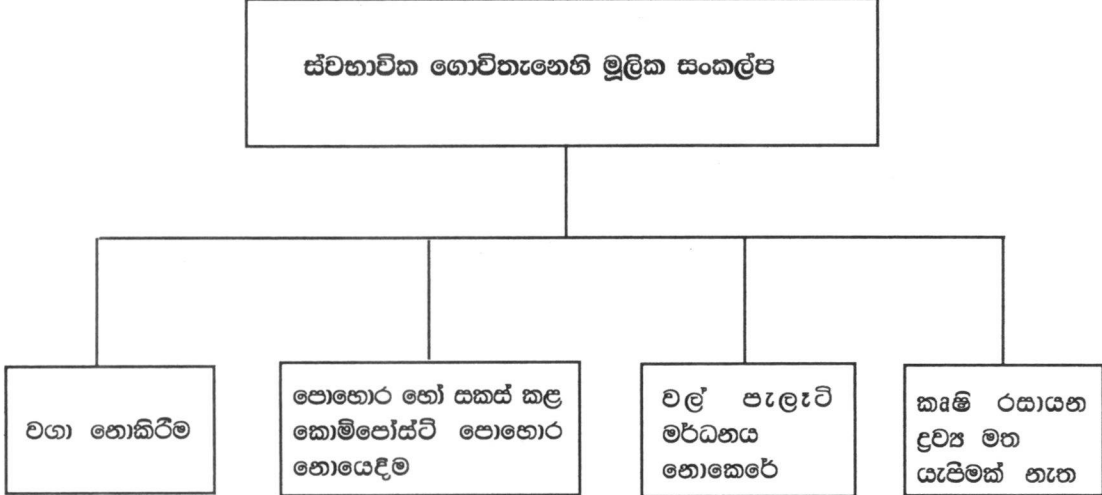 ස්වභාවික ගොවිතැනෙහි මූලික සංකල්ප
වගා නොකිරීම
පොහොර හෝ සකස් කළ
කොම්පෝස්ට් පොහොර
නොයෙදීම
වල් පැලෑටි
මර්ධනය
නොකෙරේ
කෘෂි රසායන
ද්‍රව්‍ය මත
යැපීමක් නැත